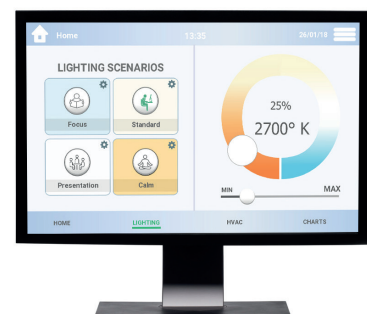 Home
13:35
26/01/18
LIGHTING SCENARIOS
Focus
Standard
Presentation
Calm
25%
2700° K
MIN
MAX
HOME
LIGHTING
HVAC
CHARTS